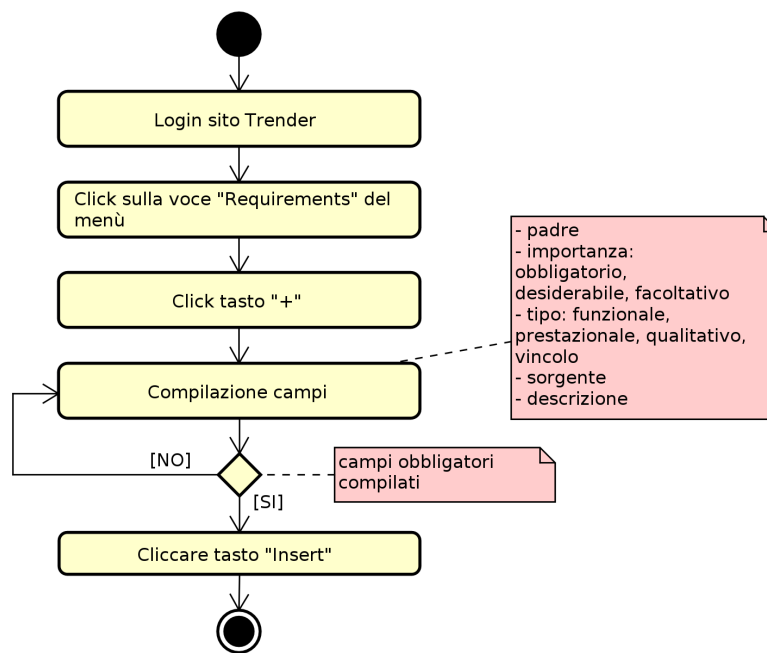 Login sito Trender
Click sulla voce "Requirements" del
menù
Click tasto "+"
- padre
- importanza:
obbligatorio,
desiderabile, facoltativo
- tipo: funzionale,
prestazionale, qualitativo,
vincolo
- sorgente
- descrizione
Compilazione campi
[NO]
campi obbligatori
compilati
[SI]
Cliccare tasto "Insert"